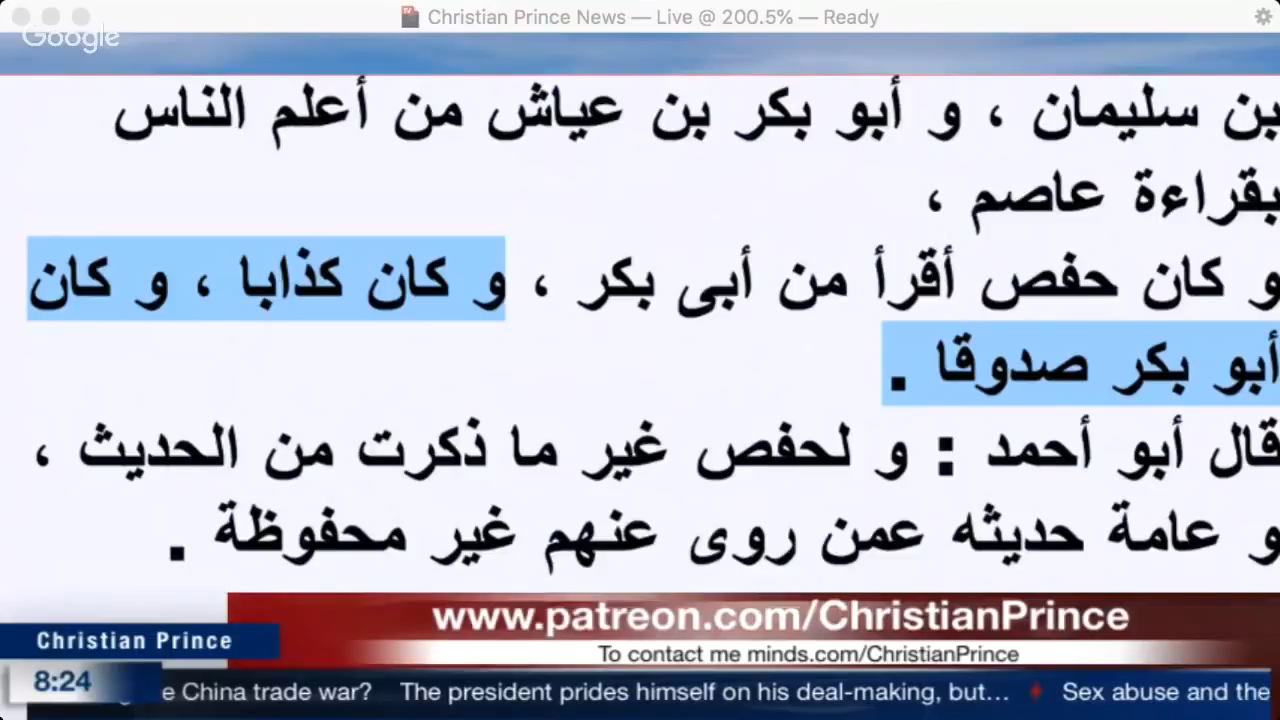 Christian Prince News — Live @ 200.5% — Ready
Google
بن سليمان ، و أبو بكر بن عياش من أعلم الناس
بقراءة عاصم ،
و كان حفص أقرأ من أبى بكر ، و كان كذابا ، و كان
أبو بكر صدوقا .
قال أبو أحمد : و لحفص غير ما ذكرت من الحديث ،
و عامة حديثه عمن روى عنهم غير محفوظة .
www.patreon.com/ChristianPrince
Christian Prince
To contact me minds.com/ChristianPrince
8:24
e China trade war? The president prides himself on his deal-making, but... Sex abuse and the